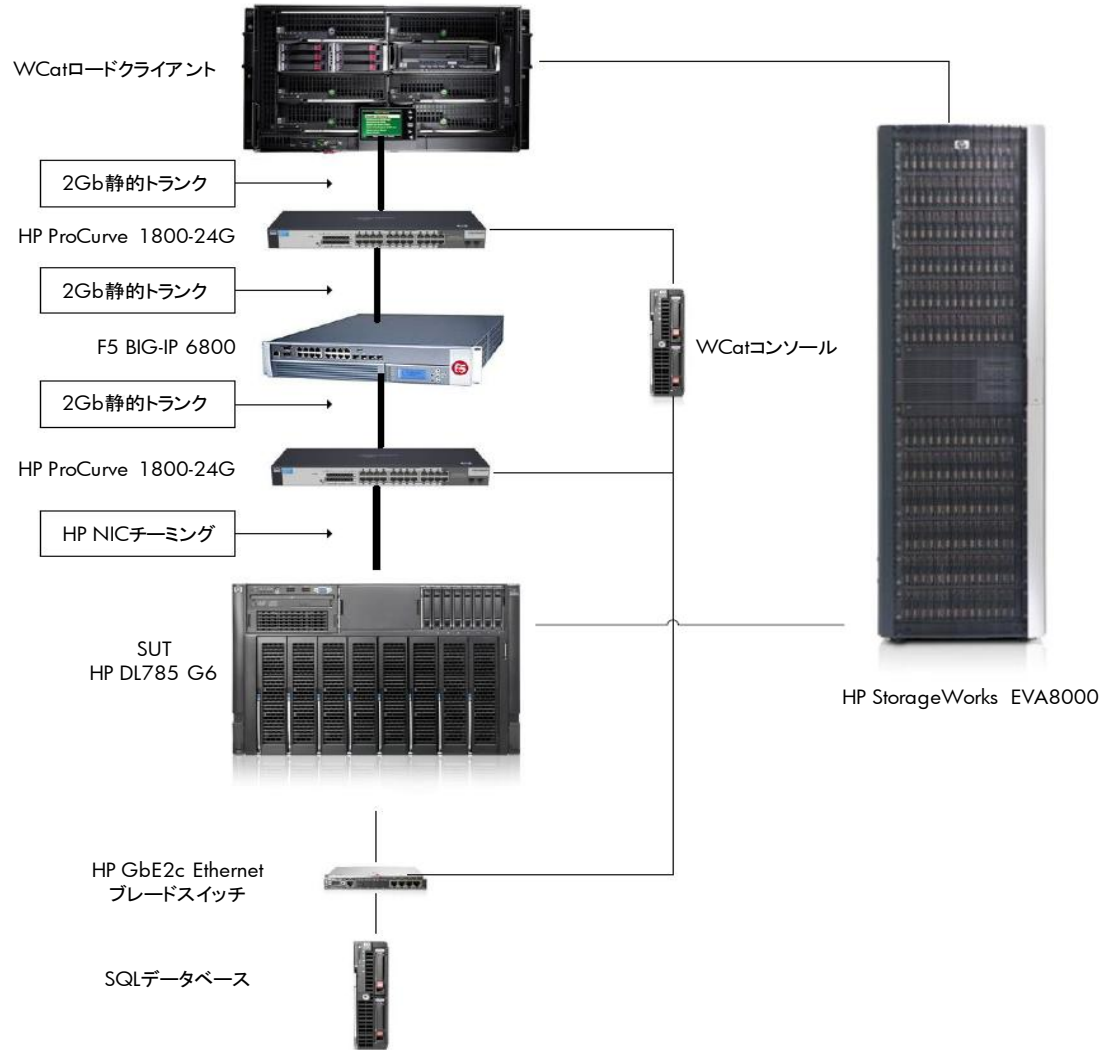 WCatロードクライアント
2Gb静的トランク
HP ProCurve 1800-24G
2Gb静的トランク
F5 BIG-IP 6800
WCatコンソール
2Gb静的トランク
HP ProCurve 1800-24G
HP NICチーミング
SUT
HP DL785 G6
HP StorageWorks EVA8000
HP GbE2c Ethernet
ブレードスイッチ
SQLデータベース